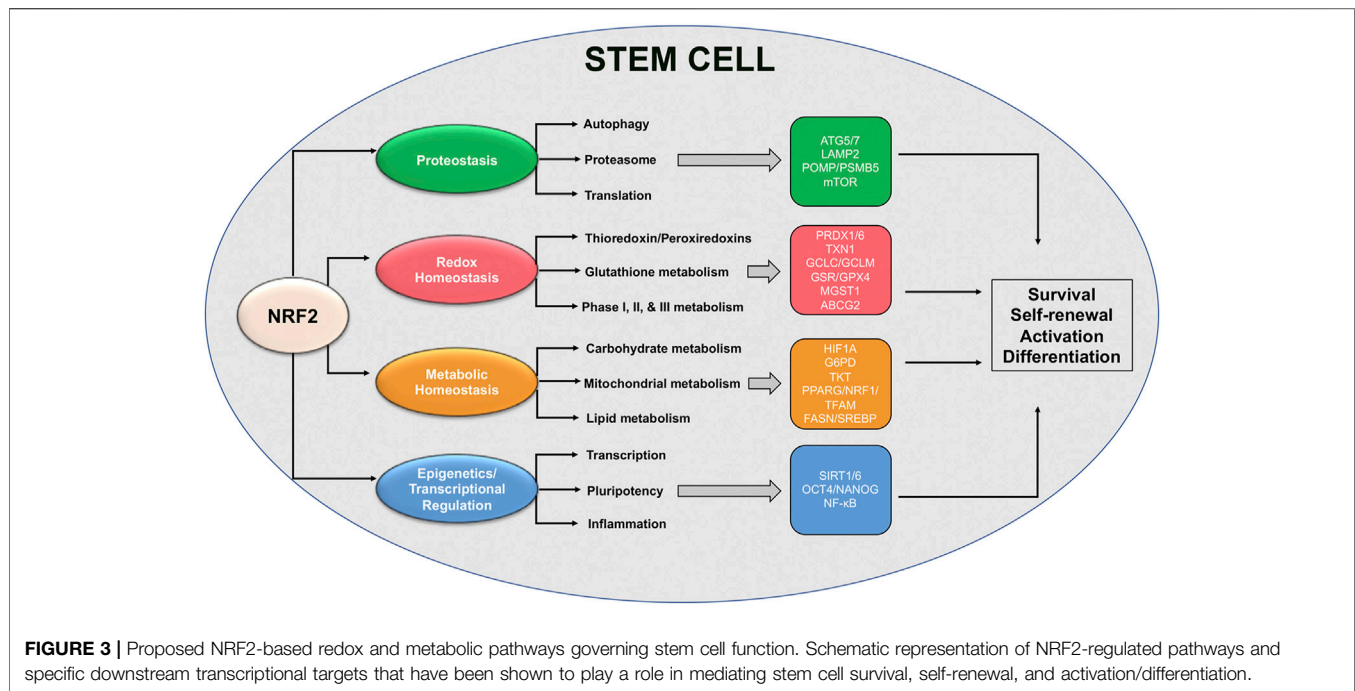 STEM CELL
NRF2
Proteostasis
Autophagy
Proteasome
Translation
ATG5/7
LAMP2
POMP/PSMB5
mTOR
Redox
Homeostasis
Thioredoxin/Peroxiredoxins
Glutathione metabolism
Phase I, II, & III metabolism
PRDX1/6
TXN1
GCLC/GCLM
GSR/GPX4
MGST1
ABCG2
Metabolic
Homeostasis
Carbohydrate metabolism
Mitochondrial metabolism
Lipid metabolism
HIF1A
G6PD
TKT
PPARG/NRF1/
TFAM
FASN/SREBP
Epigenetics/
Transcriptional
Regulation
Transcription
Pluripotency
Inflammation
SIRT1/6
OCT4/NANOG
NF-κB
Survival
Self-renewal
Activation
Differentiation
FIGURE 3 | Proposed NRF2-based redox and metabolic pathways governing stem cell function. Schematic representation of NRF2-regulated pathways and
specific downstream transcriptional targets that have been shown to play a role in mediating stem cell survival, self-renewal, and activation/differentiation.